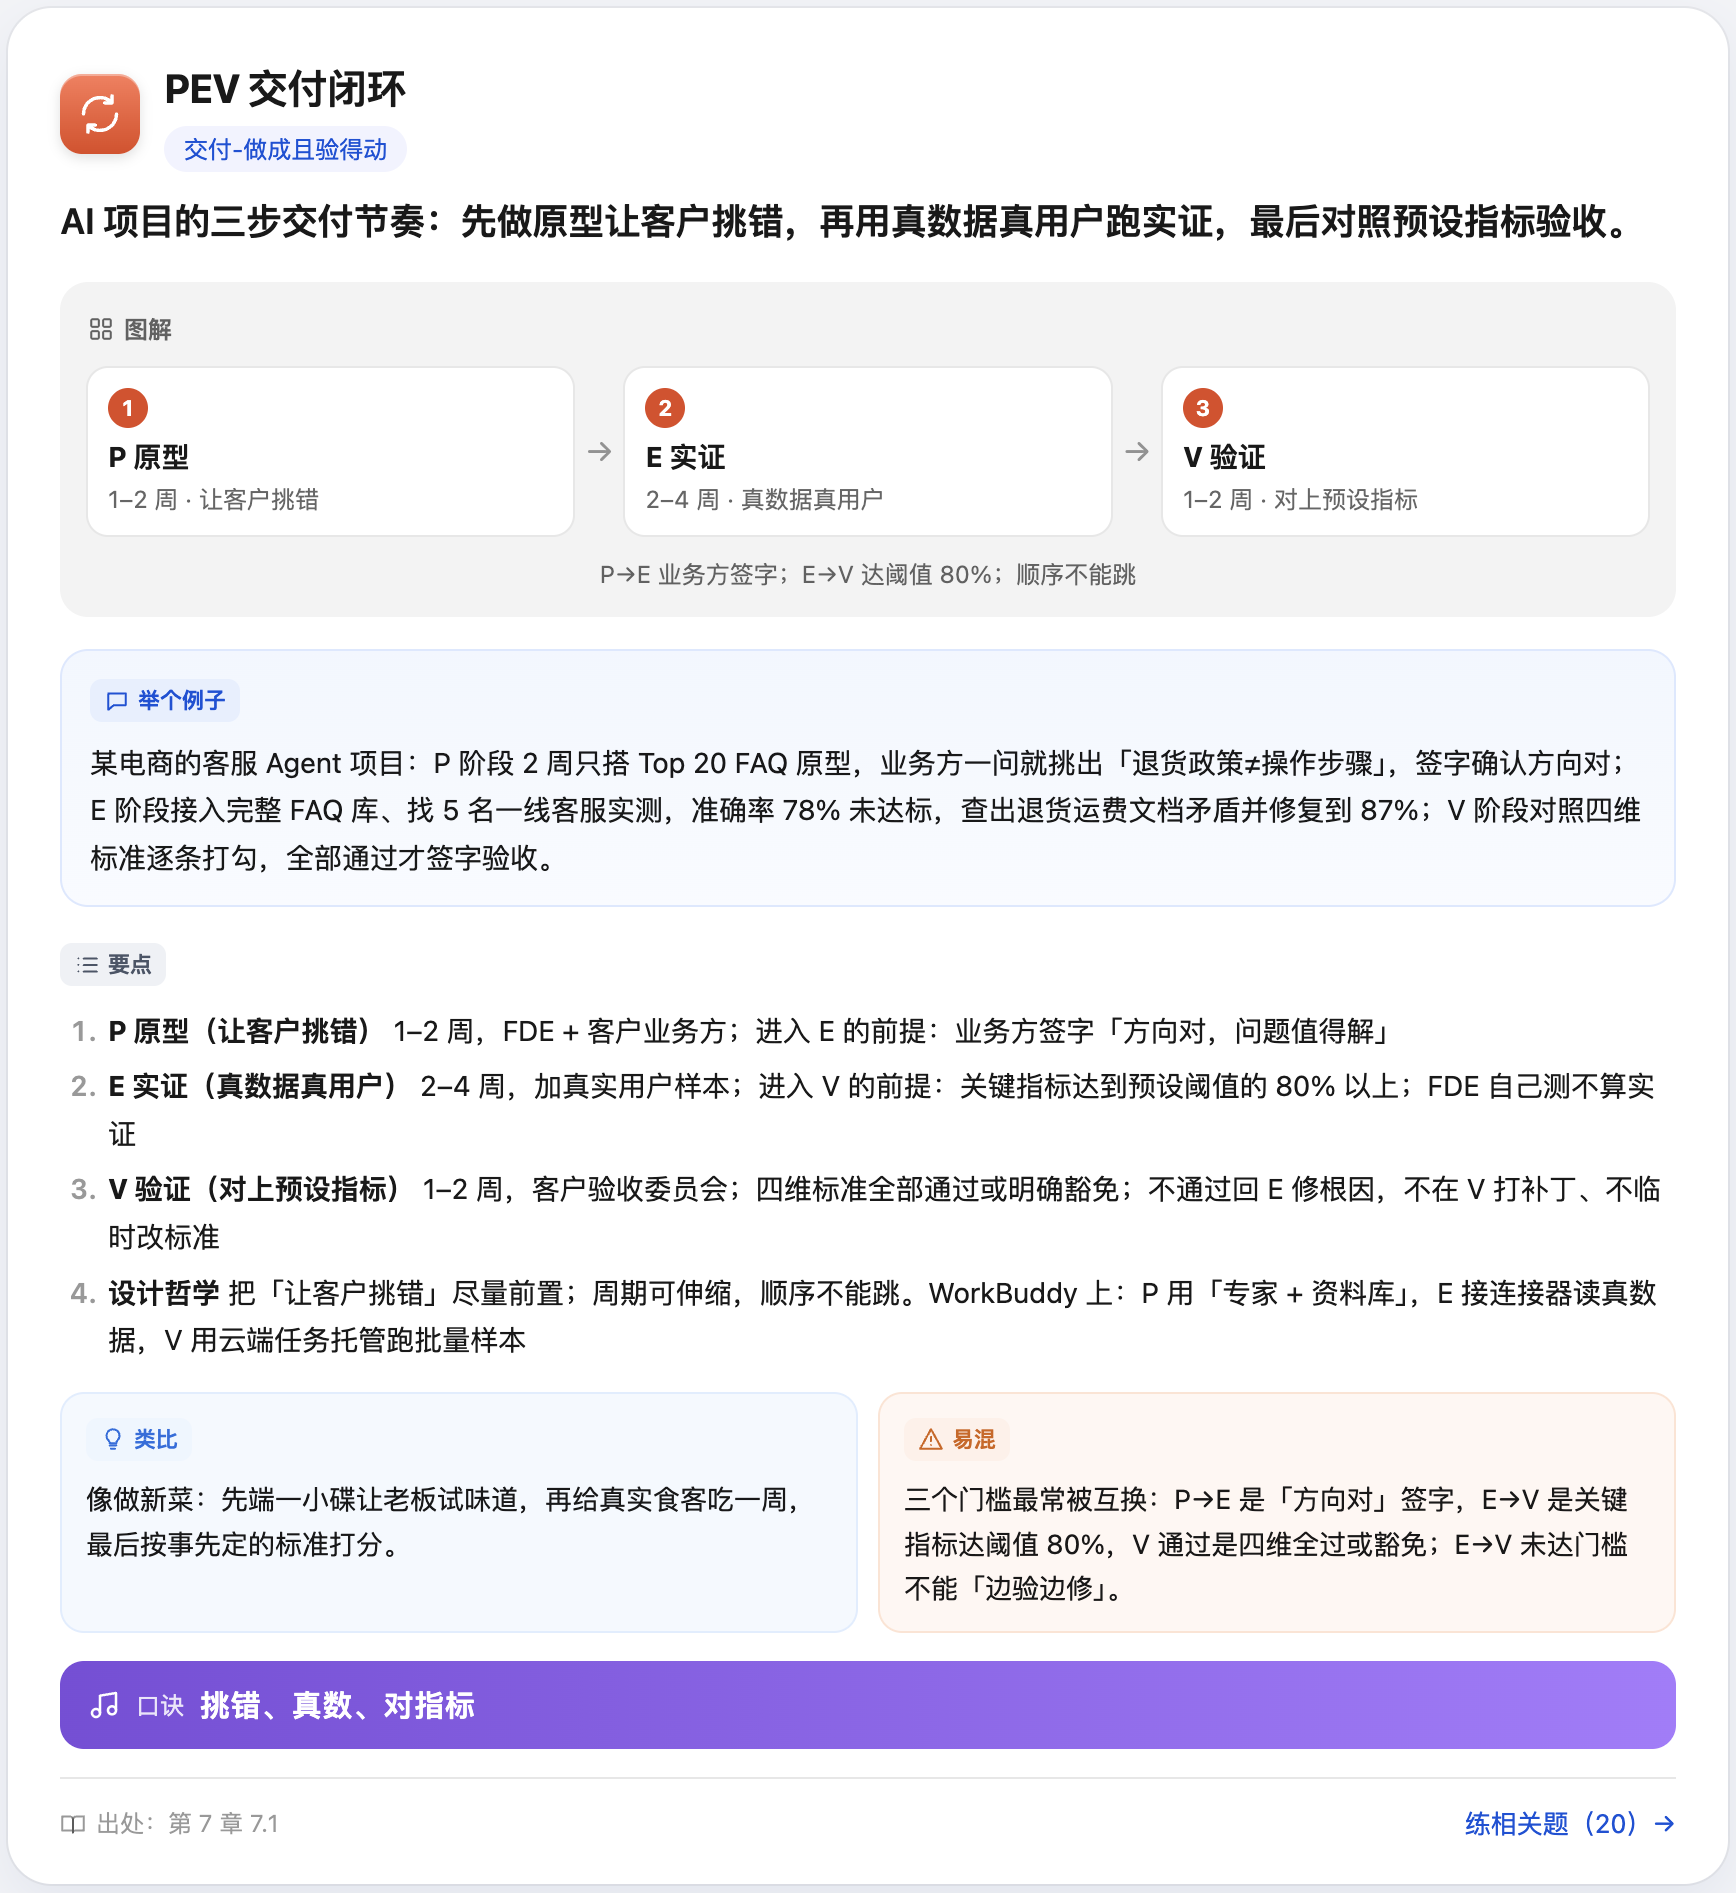 PEV 交付闭环
交付-做成且验得动
AI 项目的三步交付节奏：先做原型让客户挑错，再用真数据真用户跑实证，最后对照预设指标验收。
图解
1
P 原型
1–2 周 · 让客户挑错
→
2
E 实证
2–4 周 · 真数据真用户
→
3
V 验证
1–2 周 · 对上预设指标
P→E 业务方签字；E→V 达阈值 80%；顺序不能跳
举个例子
某电商的客服 Agent 项目：P 阶段 2 周只搭 Top 20 FAQ 原型，业务方一问就挑出「退货政策≠操作步骤」，签字确认方向对；
E 阶段接入完整 FAQ 库、找 5 名一线客服实测，准确率 78% 未达标，查出退货运费文档矛盾并修复到 87%；V 阶段对照四维
标准逐条打勾，全部通过才签字验收。
要点
1. P 原型（让客户挑错） 1–2 周，FDE + 客户业务方；进入 E 的前提：业务方签字「方向对，问题值得解」
2. E 实证（真数据真用户） 2–4 周，加真实用户样本；进入 V 的前提：关键指标达到预设阈值的 80% 以上；FDE 自己测不算实
证
3. V 验证（对上预设指标） 1–2 周，客户验收委员会；四维标准全部通过或明确豁免；不通过回 E 修根因，不在 V 打补丁、不临
时改标准
4. 设计哲学 把「让客户挑错」尽量前置；周期可伸缩，顺序不能跳。WorkBuddy 上：P 用「专家 + 资料库」，E 接连接器读真数
据，V 用云端任务托管跑批量样本
类比
像做新菜：先端一小碟让老板试味道，再给真实食客吃一周，
最后按事先定的标准打分。
易混
三个门槛最常被互换：P→E 是「方向对」签字，E→V 是关键
指标达阈值 80%，V 通过是四维全过或豁免；E→V 未达门槛
不能「边验边修」。
口诀 挑错、真数、对指标
出处：第 7 章 7.1
练相关题（20）→